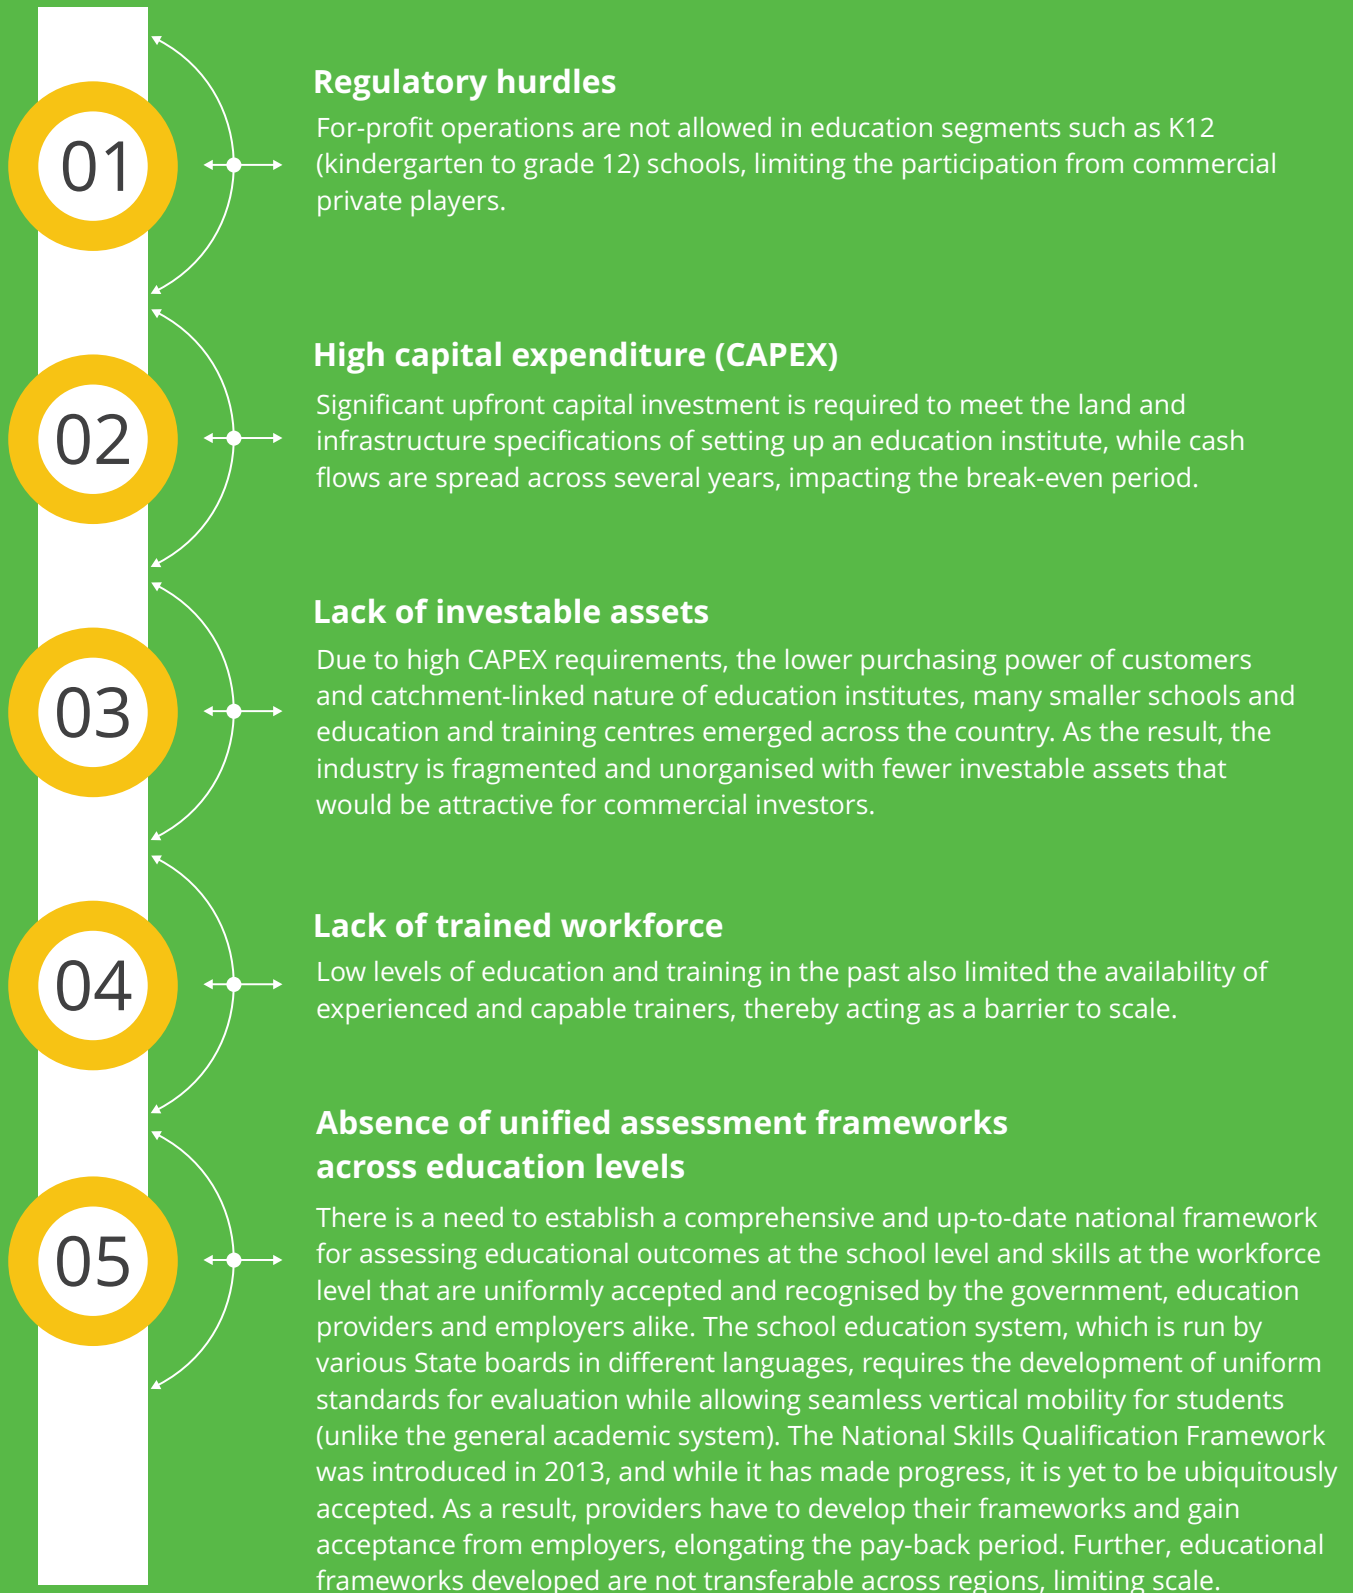 01
Regulatory hurdles
For-profit operations are not allowed in education segments such as K12
(kindergarten to grade 12) schools, limiting the participation from commercial
private players.
02
High capital expenditure (CAPEX)
Significant upfront capital investment is required to meet the land and
infrastructure specifications of setting up an education institute, while cash
flows are spread across several years, impacting the break-even period.
03
Lack of investable assets
Due to high CAPEX requirements, the lower purchasing power of customers
and catchment-linked nature of education institutes, many smaller schools and
education and training centres emerged across the country. As the result, the
industry is fragmented and unorganised with fewer investable assets that
would be attractive for commercial investors.
04
Lack of trained workforce
Low levels of education and training in the past also limited the availability of
experienced and capable trainers, thereby acting as a barrier to scale.
05
Absence of unified assessment frameworks
across education levels
There is a need to establish a comprehensive and up-to-date national framework
for assessing educational outcomes at the school level and skills at the workforce
level that are uniformly accepted and recognised by the government, education
providers and employers alike. The school education system, which is run by
various State boards in different languages, requires the development of uniform
standards for evaluation while allowing seamless vertical mobility for students
(unlike the general academic system). The National Skills Qualification Framework
was introduced in 2013, and while it has made progress, it is yet to be ubiquitously
accepted. As a result, providers have to develop their frameworks and gain
acceptance from employers, elongating the pay-back period. Further, educational
frameworks developed are not transferable across regions, limiting scale.